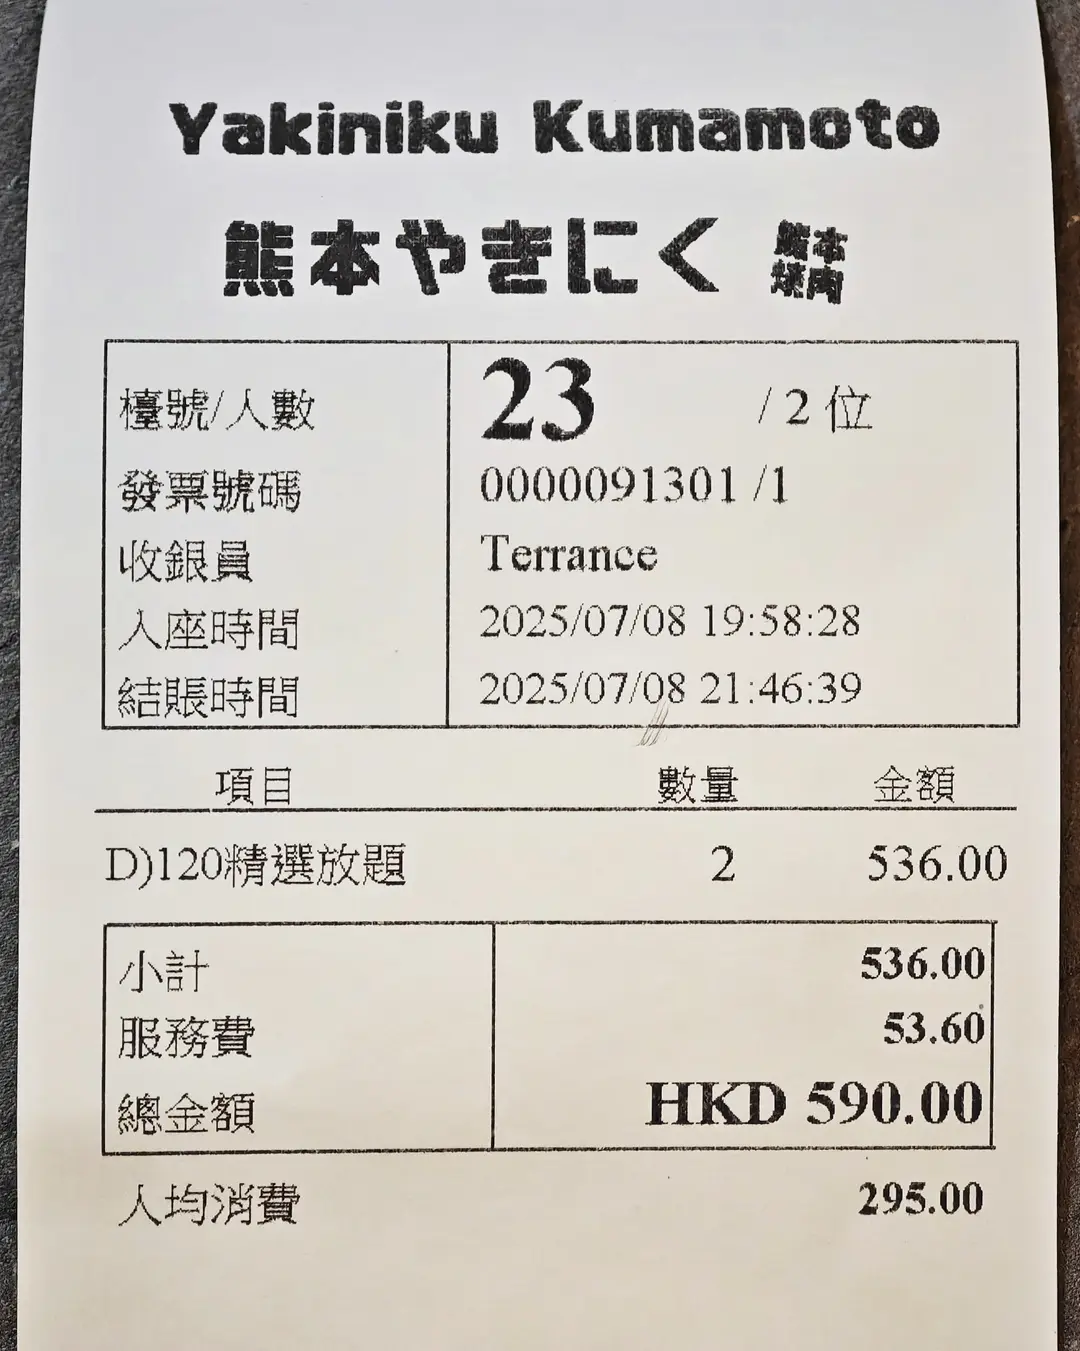 Yakiniku Kumamoto
熊本やきにく 熊本焼肉
檯號/人數 23 /2 位
發票號碼 0000091301 /1
收銀員 Terrance
入座時間 2025/07/08 19:58:28
結賬時間 2025/07/08 21:46:39
項目 數量 金額
D)120精選放題 2 536.00
小計 536.00
服務費 53.60
總金額 HKD 590.00
人均消費 295.00